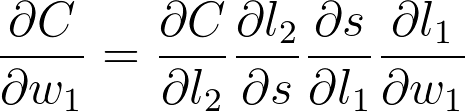 ∂C/∂w₁ = ∂C/∂l₂ ∂l₂/∂s ∂s/∂l₁ ∂l₁/∂w₁